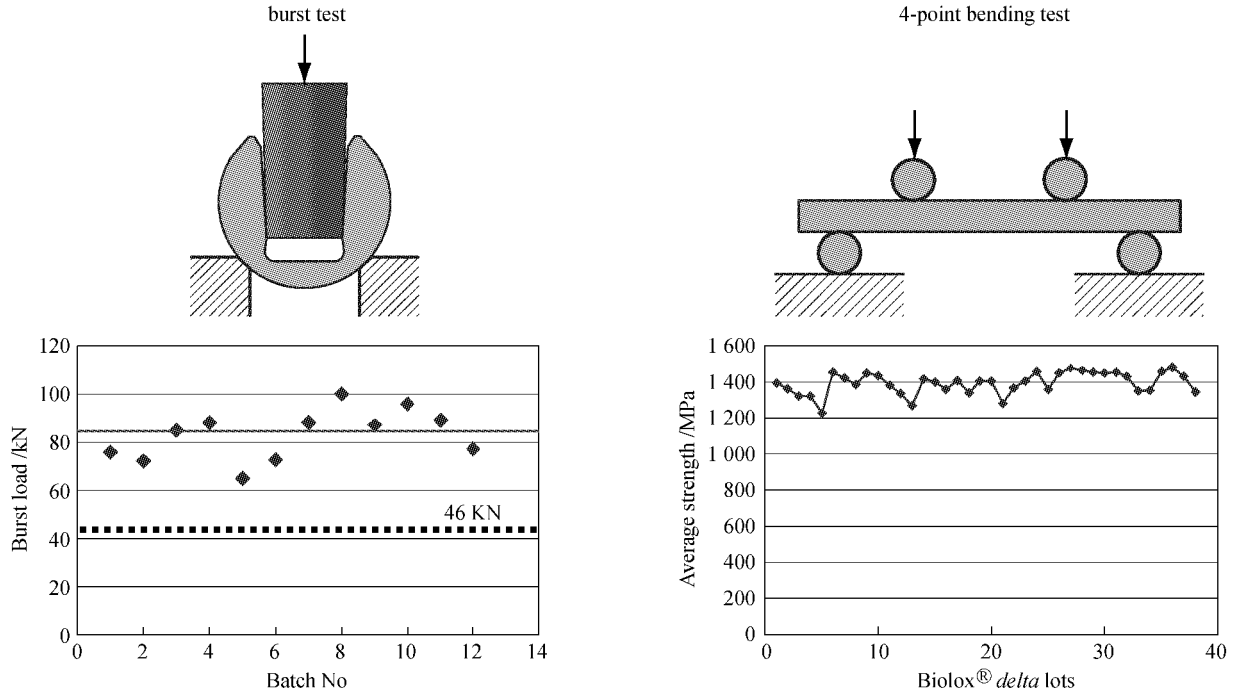 burst test
4-point bending test
120
100
80
60
40
20
0
46 KN
0 2 4 6 8 10 12 14
Burst load /kN
Batch No
1 600
1 400
1 200
1 000
800
600
400
200
0
0 10 20 30 40
Average strength /MPa
Biolox® delta lots